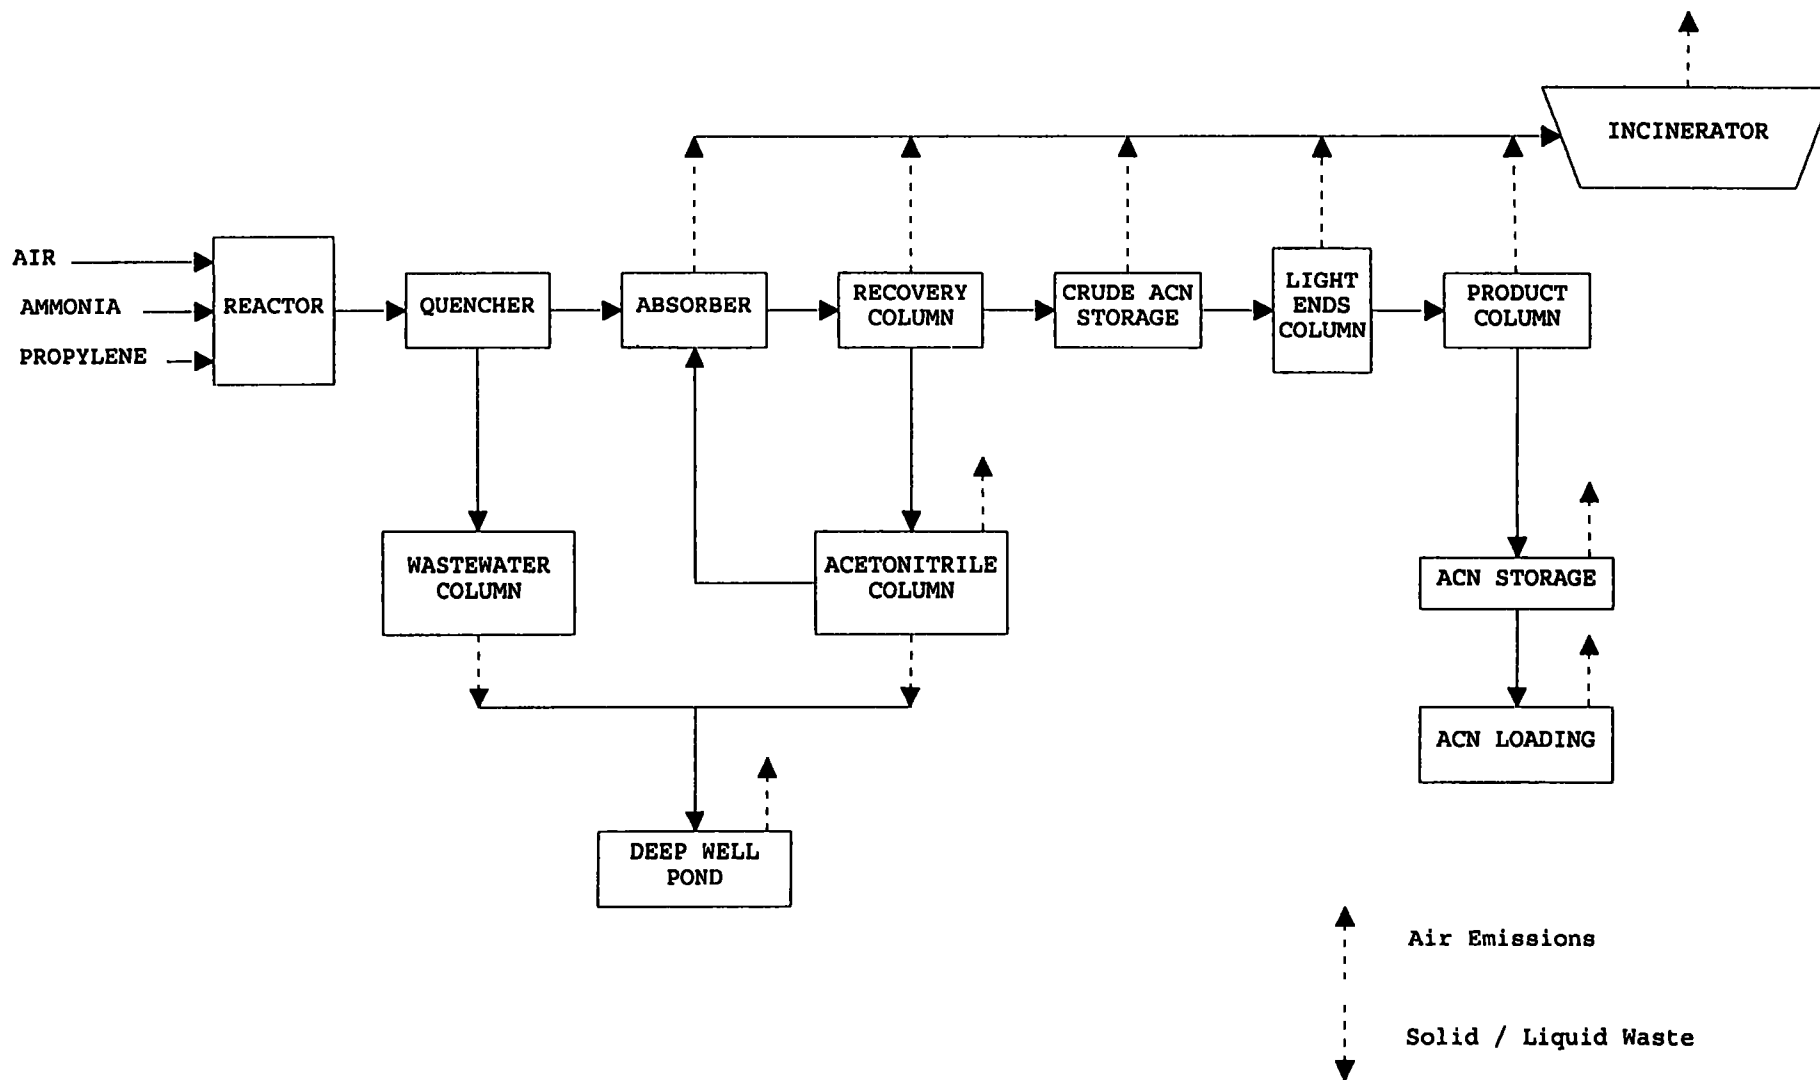 INCINERATOR
AIR
AMMONIA
PROPYLENE
REACTOR
QUENCHER
ABSORBER
RECOVERY
COLUMN
CRUDE ACN
STORAGE
LIGHT
ENDS
COLUMN
PRODUCT
COLUMN
WASTEWATER
COLUMN
ACETONITRILE
COLUMN
ACN STORAGE
ACN LOADING
DEEP WELL
POND
Air Emissions
Solid / Liquid Waste